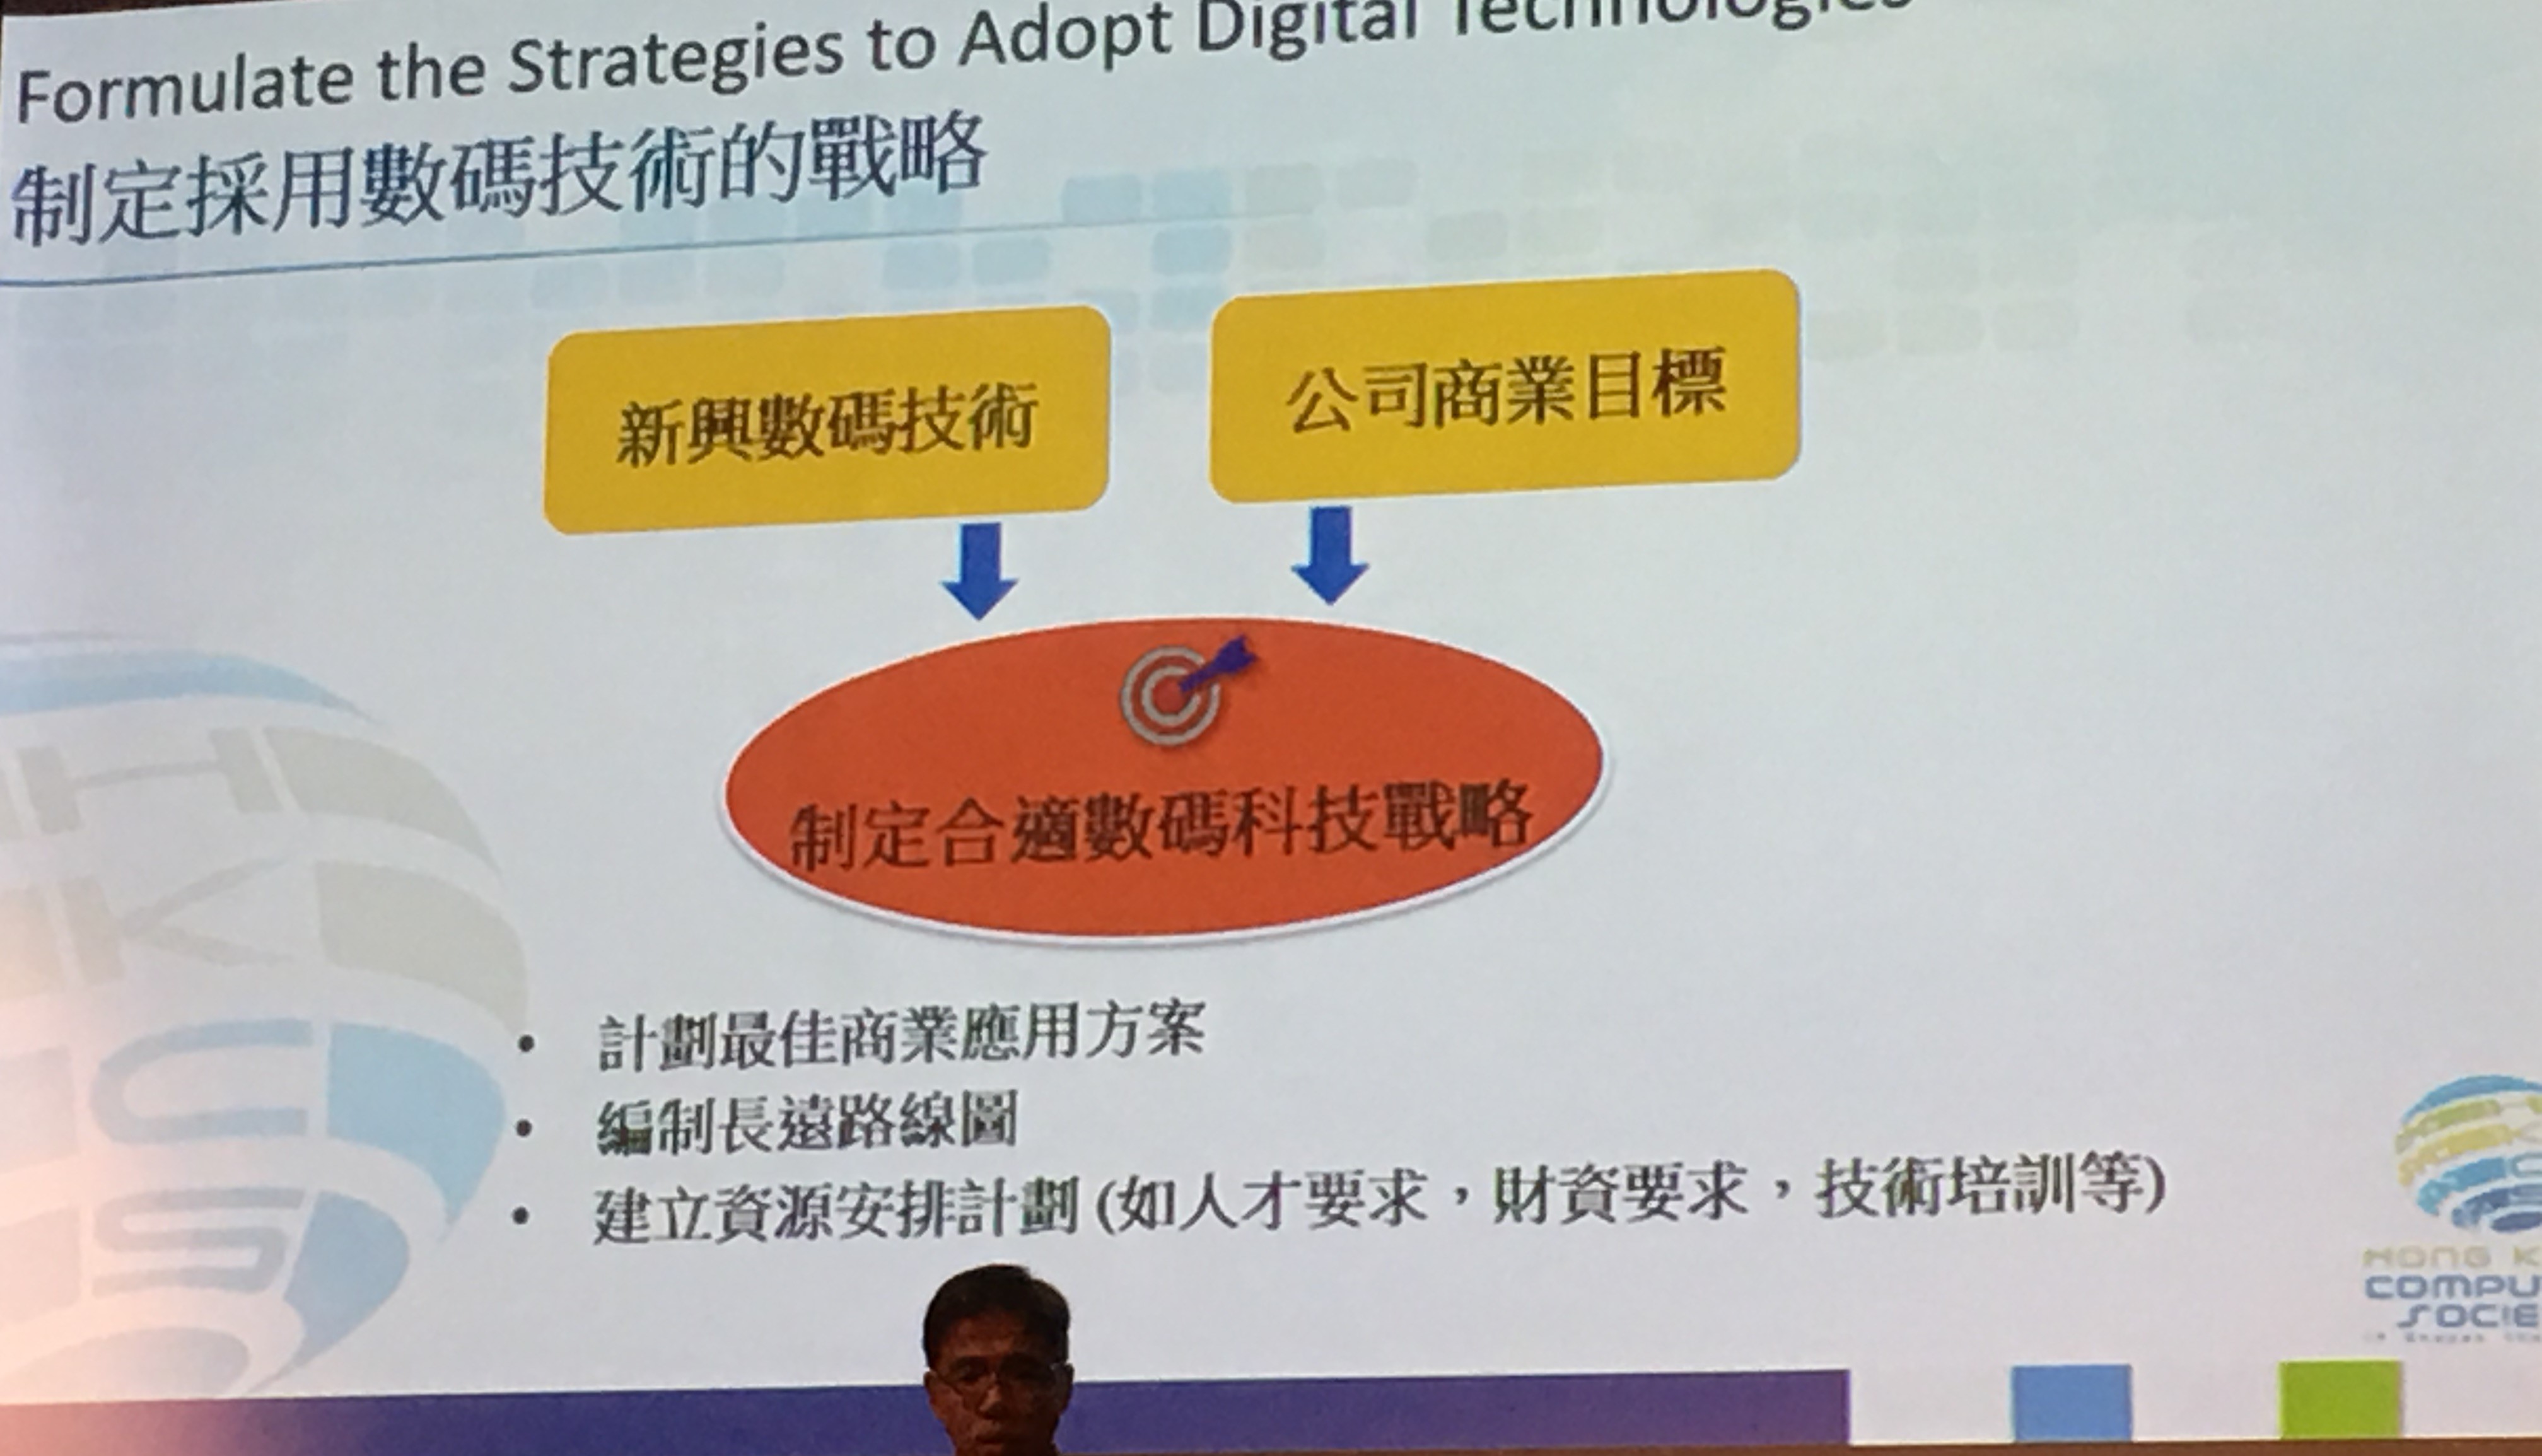 Formulate the Strategies to Adopt Digital Technologies
制定採用數碼技術的戰略
新興數碼技術
公司商業目標
制定合適數碼科技戰略
• 計劃最佳商業應用方案
• 編制長遠路線圖
• 建立資源安排計劃 (如人才要求，財資要求，技術培訓等)
HK
CS
HONG K
COMPU
SOCIE